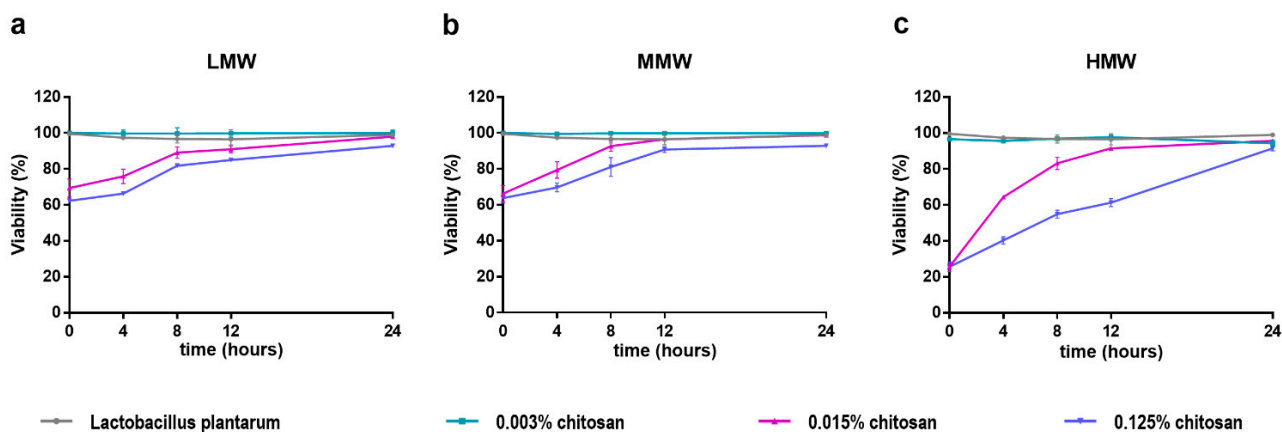 a
LMW
Viability (%)
120
100
80
60
40
20
0
0 4 8 12 24
time (hours)
b
MMW
Viability (%)
120
100
80
60
40
20
0
0 4 8 12 24
time (hours)
c
HMW
Viability (%)
120
100
80
60
40
20
0
0 4 8 12 24
time (hours)
Lactobacillus plantarum 0.003% chitosan 0.015% chitosan 0.125% chitosan